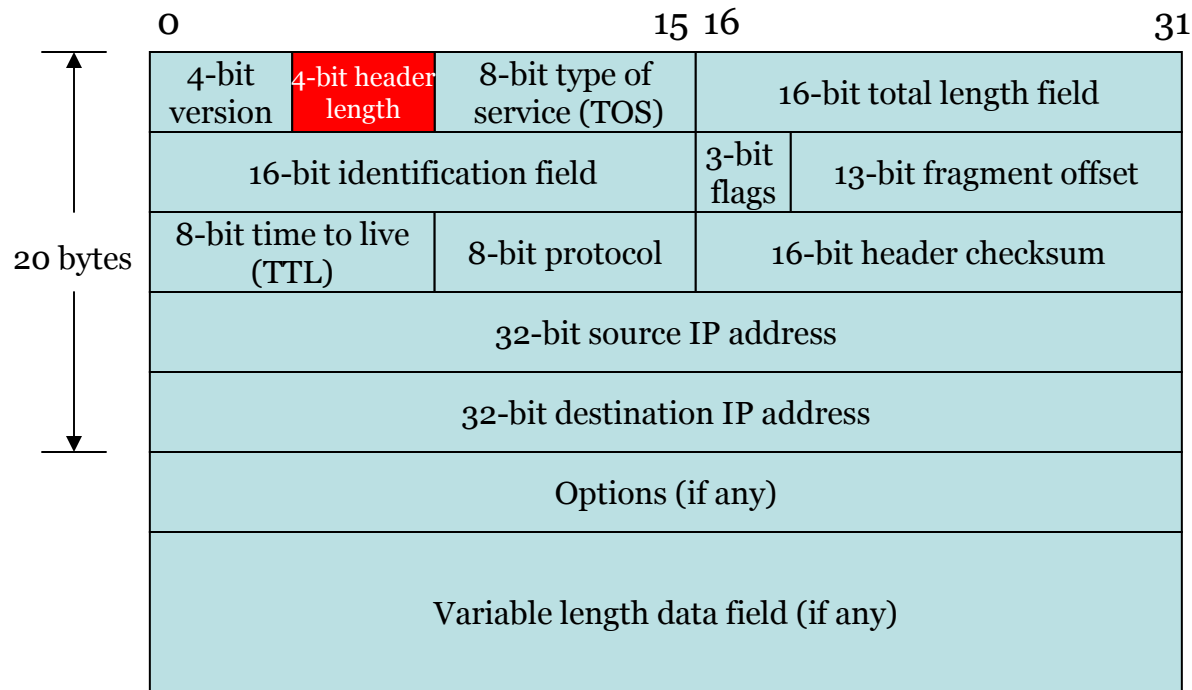 0 15 16 31
4-bit
version
4-bit header
length
8-bit type of
service (TOS)
16-bit total length field
16-bit identification field
3-bit
flags
13-bit fragment offset
20 bytes
8-bit time to live
(TTL)
8-bit protocol
16-bit header checksum
32-bit source IP address
32-bit destination IP address
Options (if any)
Variable length data field (if any)